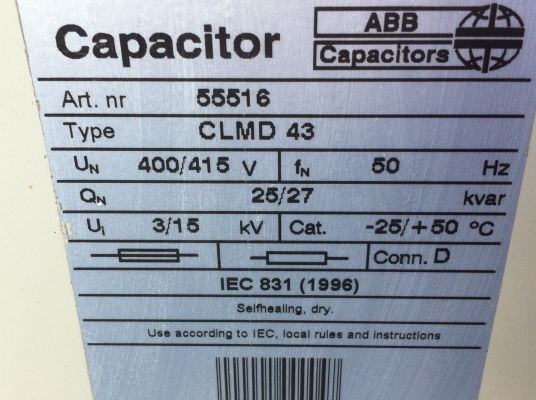 Capacitor
ABB
Capacitors
Art. nr 55516
Type CLMD 43
UN 400/415 V fN 50 Hz
QN 25/27 kvar
Ui 3/15 kV Cat. -25/+50 °C
Conn. D
IEC 831 (1996)
Selfhealing, dry.
Use according to IEC, local rules and instructions